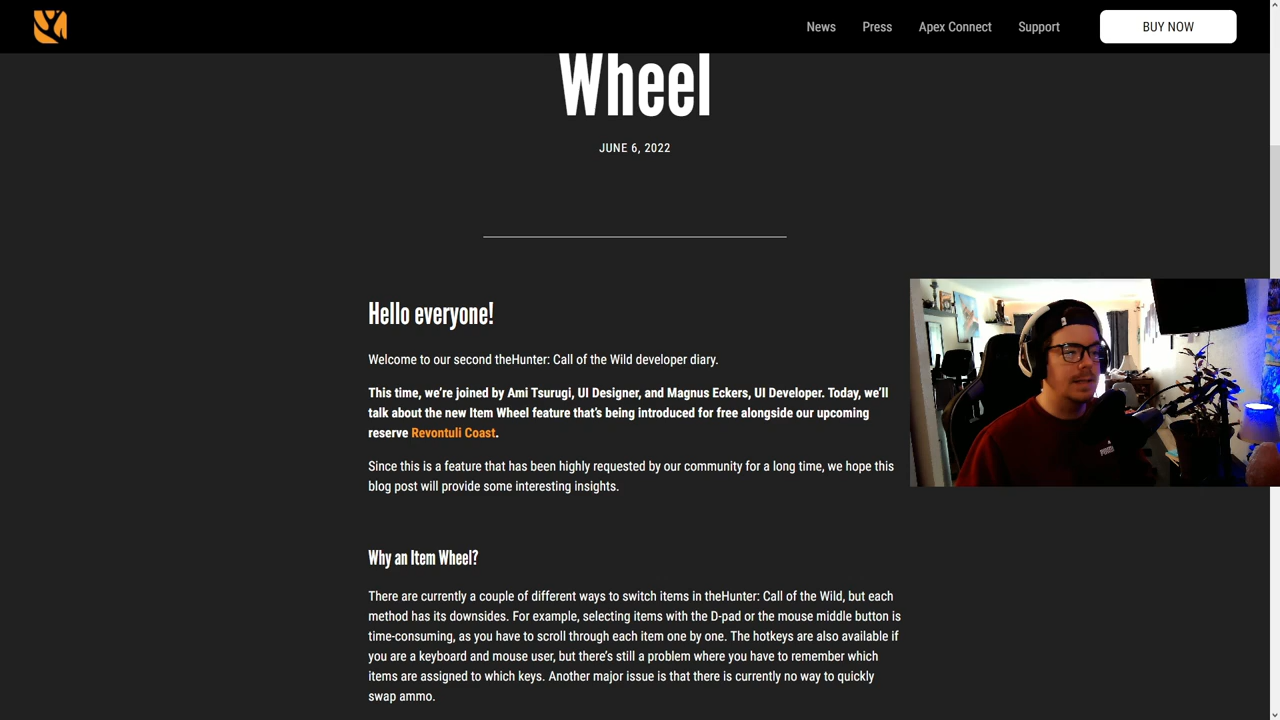 News Press Apex Connect Support BUY NOW
Wheel
JUNE 6, 2022
Hello everyone!
Welcome to our second theHunter: Call of the Wild developer diary.
This time, we're joined by Ami Tsurugi, UI Designer, and Magnus Eckers, UI Developer. Today, we'll
talk about the new Item Wheel feature that's being introduced for free alongside our upcoming
reserve Revontuli Coast.
Since this is a feature that has been highly requested by our community for a long time, we hope this
blog post will provide some interesting insights.
Why an Item Wheel?
There are currently a couple of different ways to switch items in theHunter: Call of the Wild, but each
method has its downsides. For example, selecting items with the D-pad or the mouse middle button is
time-consuming, as you have to scroll through each item one by one. The hotkeys are also available if
you are a keyboard and mouse user, but there's still a problem where you have to remember which
items are assigned to which keys. Another major issue is that there is currently no way to quickly
swap ammo.
PUMA